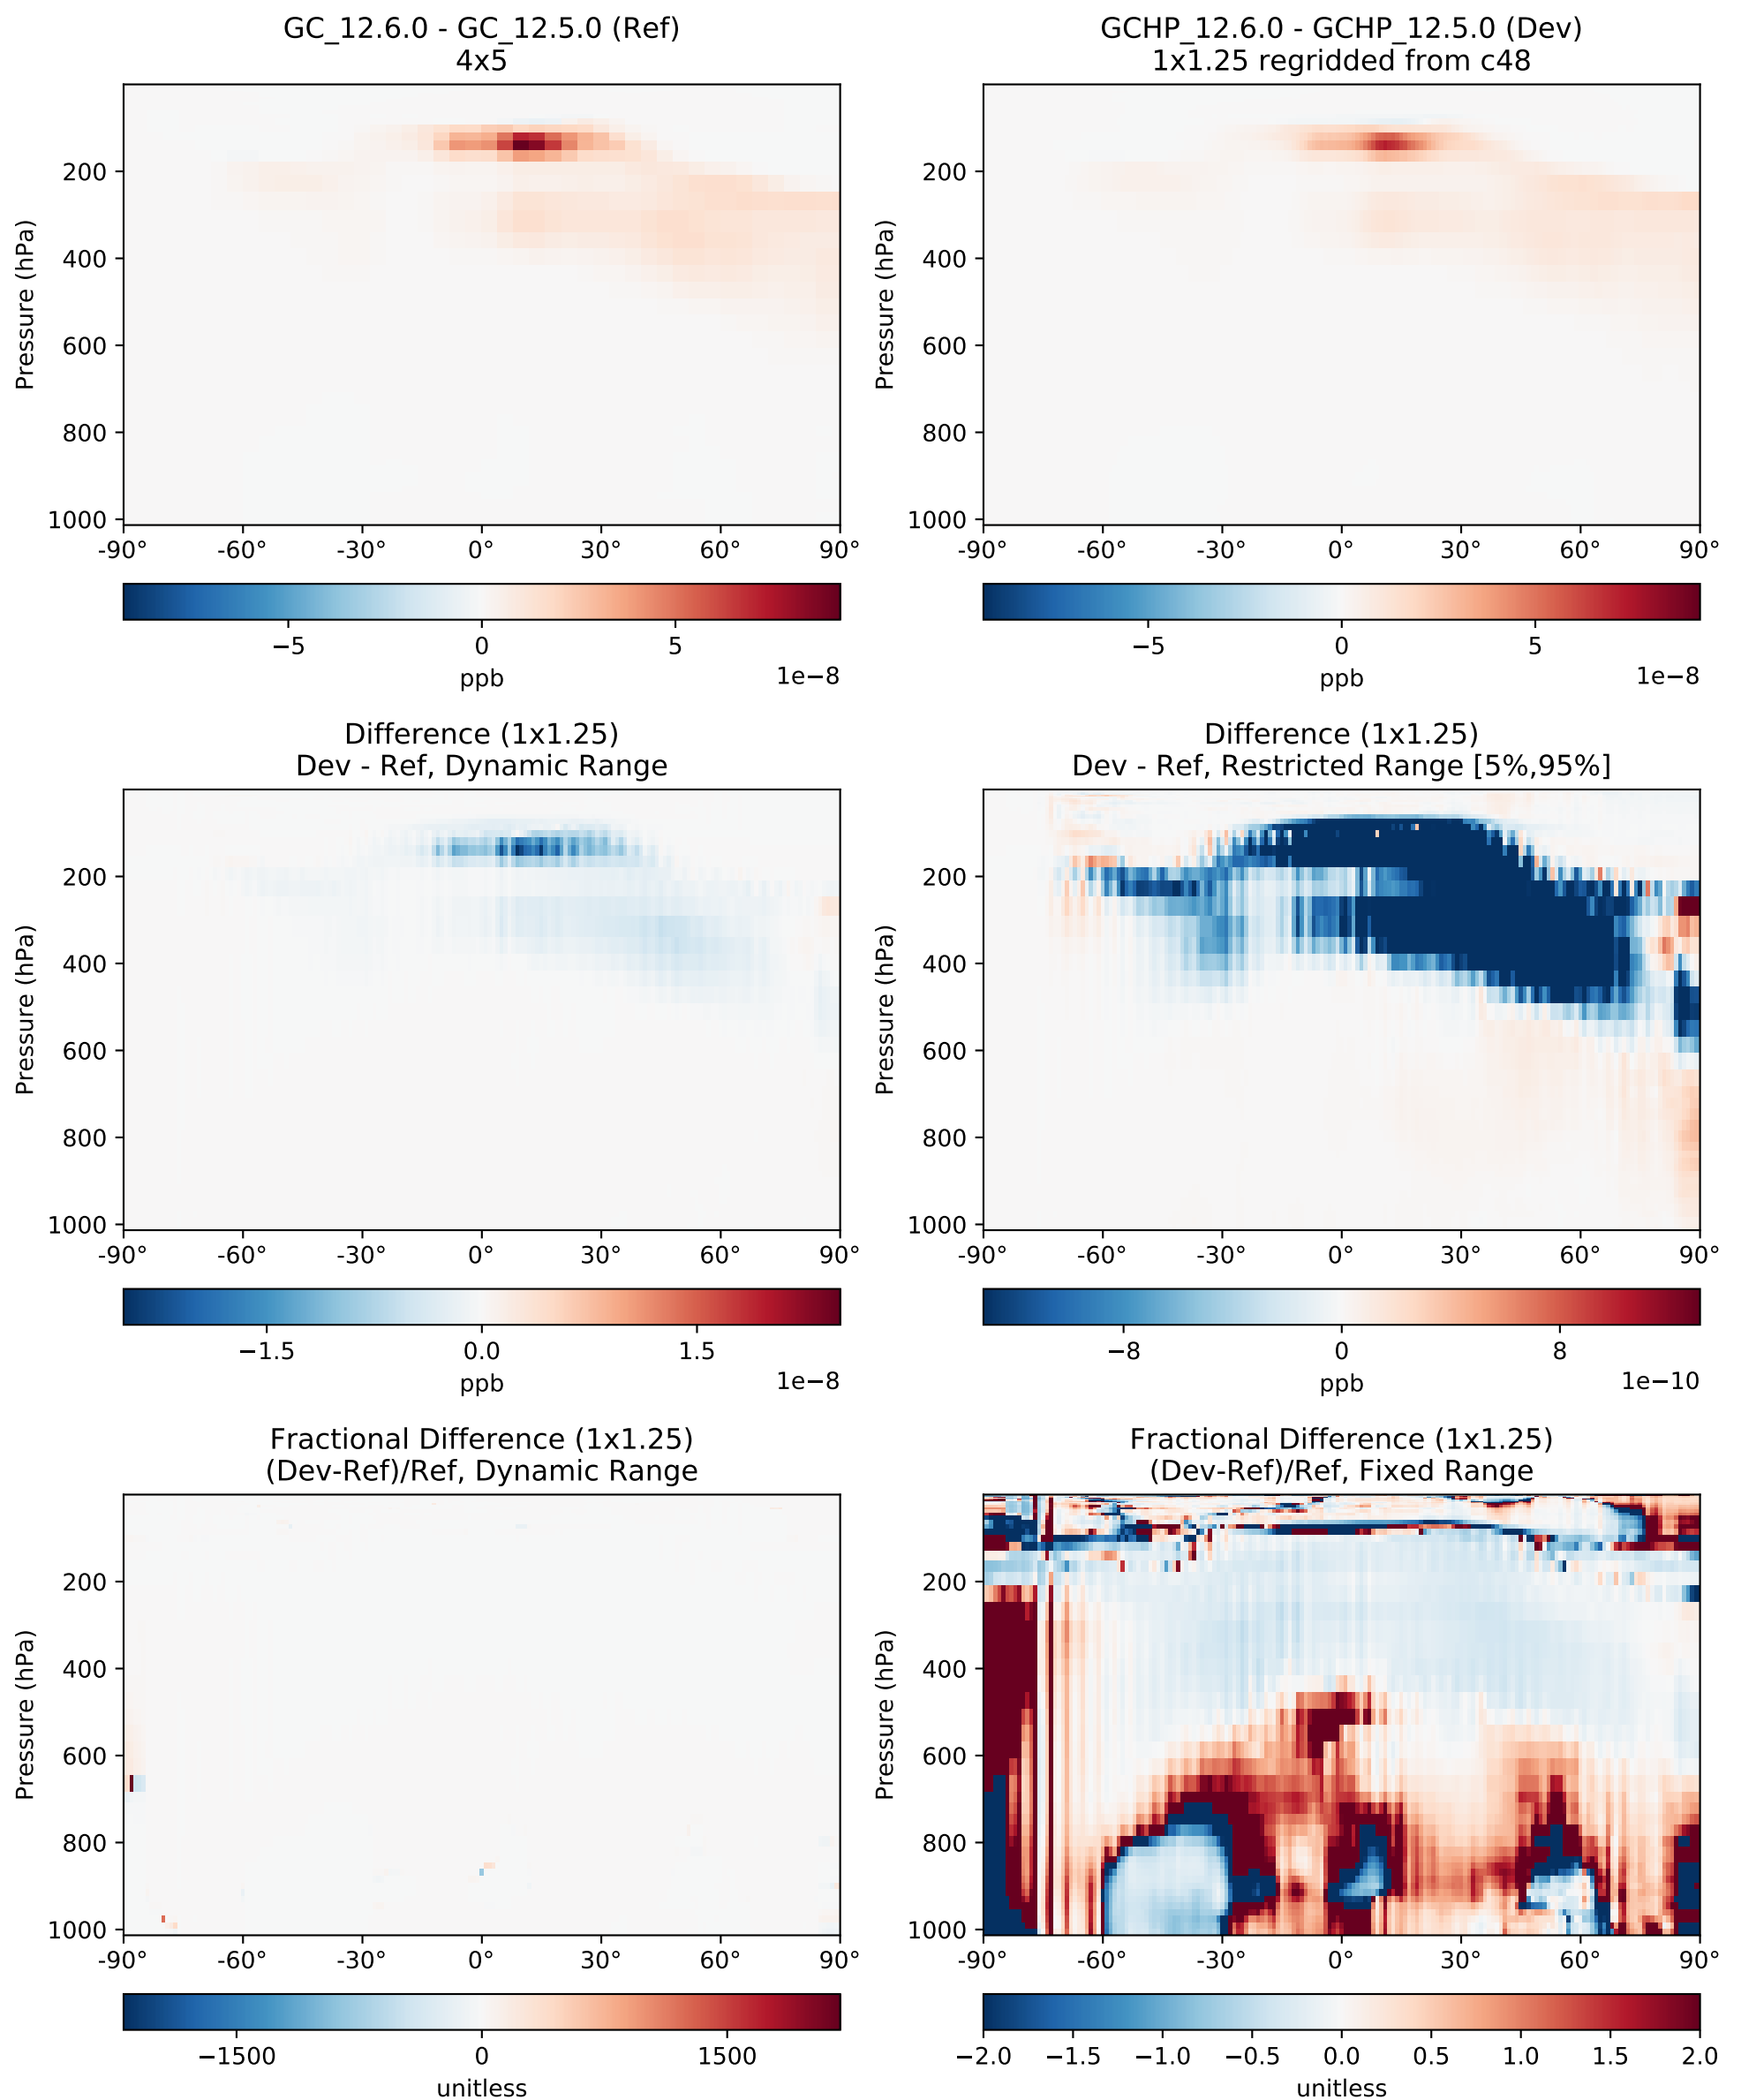 GC_12.6.0 - GC_12.5.0 (Ref)
4x5
GCHP_12.6.0 - GCHP_12.5.0 (Dev)
1x1.25 regridded from c48
Pressure (hPa)
200
400
600
800
1000
-90° -60° -30° 0° 30° 60° 90°
−5 0 5
ppb
1e−8
Pressure (hPa)
200
400
600
800
1000
-90° -60° -30° 0° 30° 60° 90°
−5 0 5
ppb
1e−8
Difference (1x1.25)
Dev - Ref, Dynamic Range
Difference (1x1.25)
Dev - Ref, Restricted Range [5%,95%]
Pressure (hPa)
200
400
600
800
1000
-90° -60° -30° 0° 30° 60° 90°
−1.5 0.0 1.5
ppb
1e−8
Pressure (hPa)
200
400
600
800
1000
-90° -60° -30° 0° 30° 60° 90°
−8 0 8
ppb
1e−10
Fractional Difference (1x1.25)
(Dev-Ref)/Ref, Dynamic Range
Fractional Difference (1x1.25)
(Dev-Ref)/Ref, Fixed Range
Pressure (hPa)
200
400
600
800
1000
-90° -60° -30° 0° 30° 60° 90°
−1500 0 1500
unitless
Pressure (hPa)
200
400
600
800
1000
-90° -60° -30° 0° 30° 60° 90°
−2.0 −1.5 −1.0 −0.5 0.0 0.5 1.0 1.5 2.0
unitless